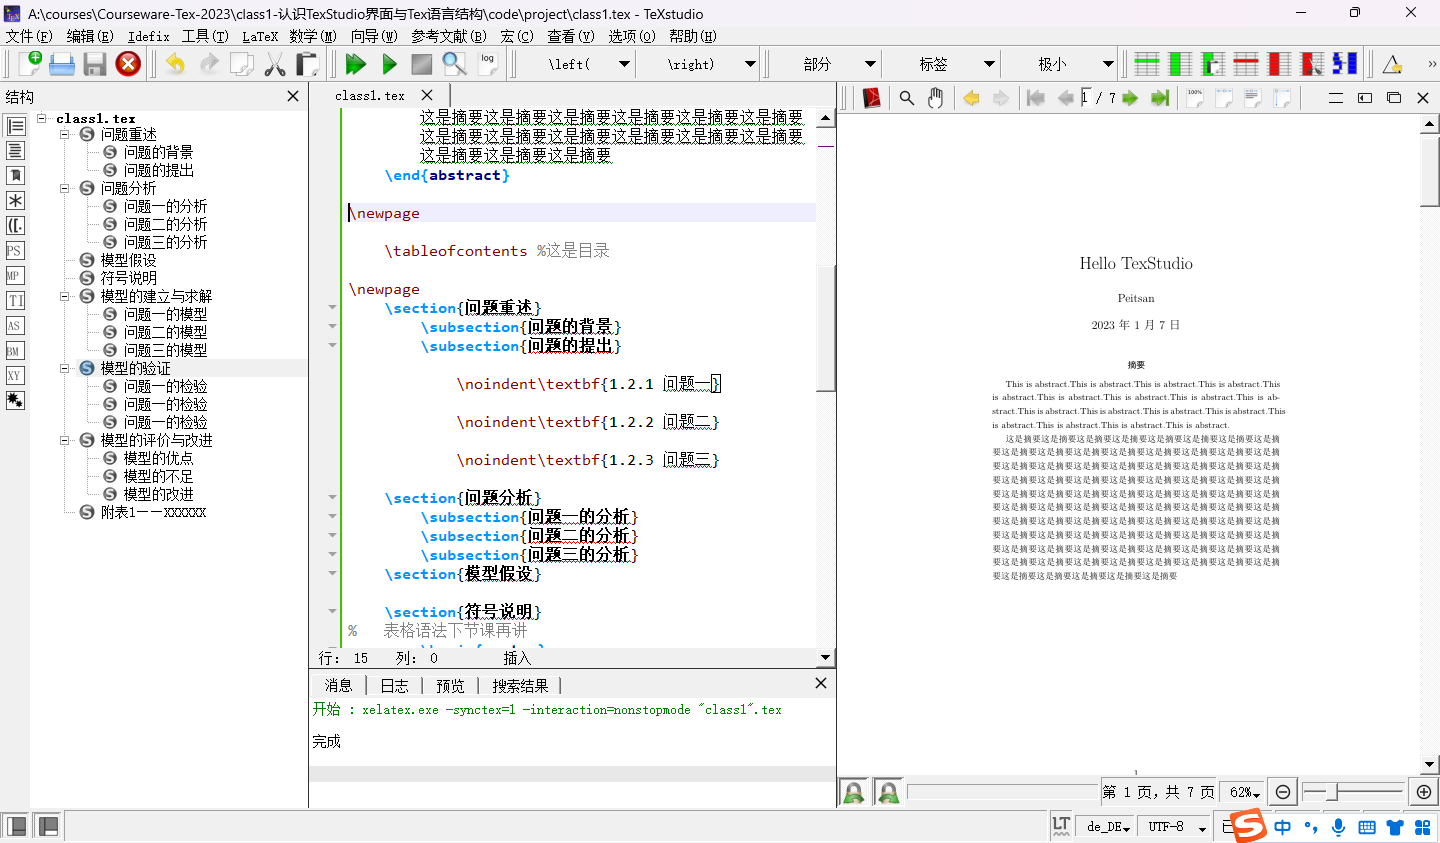 A:\courses\Courseware-Tex-2023\class1-认识TexStudio界面与Tex语言结构\code\project\class1.tex - TeXstudio
文件(F) 编辑(E) Idefix 工具(T) LaTeX 数学(M) 向导(W) 参考文献(B) 宏(C) 查看(V) 选项(O) 帮助(H)
log \left( \right) 部分 标签 极小 »
结构
class1.tex
问题重述
问题的背景
问题的提出
问题分析
问题一的分析
问题二的分析
问题三的分析
模型假设
符号说明
模型的建立与求解
问题一的模型
问题二的模型
问题三的模型
模型的验证
问题一的检验
问题一的检验
问题一的检验
模型的评价与改进
模型的优点
模型的不足
模型的改进
附表1——XXXXXX
PS
MP
TI
AS
BM
XY
class1.tex
这是摘要这是摘要这是摘要这是摘要这是摘要这是摘要
这是摘要这是摘要这是摘要这是摘要这是摘要这是摘要
这是摘要这是摘要这是摘要
\end{abstract}
\newpage
\tableofcontents %这是目录
\newpage
\section{问题重述}
\subsection{问题的背景}
\subsection{问题的提出}
\noindent\textbf{1.2.1 问题一}
\noindent\textbf{1.2.2 问题二}
\noindent\textbf{1.2.3 问题三}
\section{问题分析}
\subsection{问题一的分析}
\subsection{问题二的分析}
\subsection{问题三的分析}
\section{模型假设}
\section{符号说明}
% 表格语法下节课再讲
行: 15 列: 0 插入
消息 日志 预览 搜索结果
开始 : xelatex.exe -synctex=1 -interaction=nonstopmode "class1".tex
完成
1 / 7 100%
Hello TexStudio
Peitsan
2023 年 1 月 7 日
摘要
This is abstract.This is abstract.This is abstract.This is abstract.This
is abstract.This is abstract.This is abstract.This is abstract.This is ab-
stract.This is abstract.This is abstract.This is abstract.This is abstract.This
is abstract.This is abstract.This is abstract.This is abstract.
这是摘要这是摘要这是摘要这是摘要这是摘要这是摘要这是摘要这是摘
要这是摘要这是摘要这是摘要这是摘要这是摘要这是摘要这是摘要这是摘
要这是摘要这是摘要这是摘要这是摘要这是摘要这是摘要这是摘要这是摘
要这是摘要这是摘要这是摘要这是摘要这是摘要这是摘要这是摘要这是摘
要这是摘要这是摘要这是摘要这是摘要这是摘要这是摘要这是摘要这是摘
要这是摘要这是摘要这是摘要这是摘要这是摘要这是摘要这是摘要这是摘
要这是摘要这是摘要这是摘要这是摘要这是摘要这是摘要这是摘要这是摘
要这是摘要这是摘要这是摘要这是摘要这是摘要这是摘要这是摘要这是摘
要这是摘要这是摘要这是摘要这是摘要这是摘要这是摘要这是摘要这是摘
要这是摘要这是摘要这是摘要这是摘要这是摘要这是摘要这是摘要这是摘
要这是摘要这是摘要这是摘要这是摘要这是摘要
第 1 页，共 7 页 62%
LT de_DE UTF-8 已
中